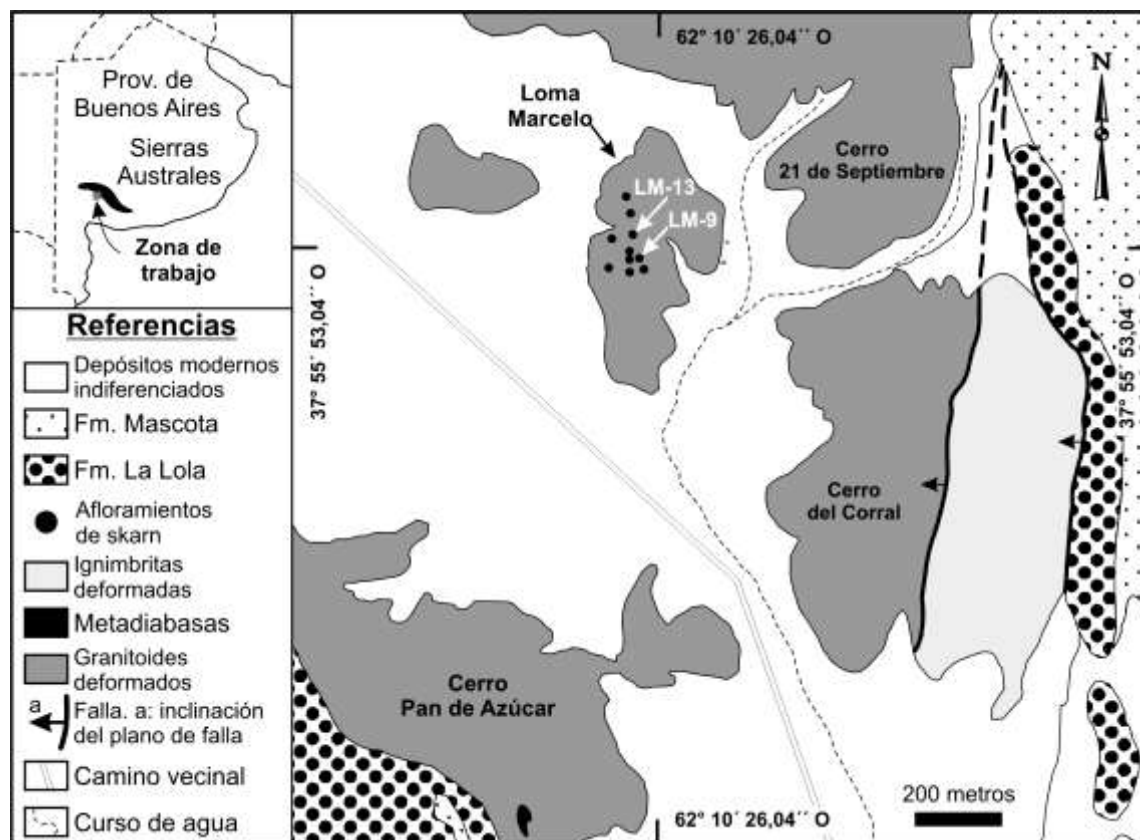 Prov. de
Buenos Aires
Sierras
Australes
Zona de
trabajo
Referencias
Depósitos modernos
indiferenciados
Fm. Mascota
Fm. La Lola
Afloramientos
de skarn
Ignimbritas
deformadas
Metadiabasas
Granitoides
deformados
a
Falla. a: inclinación
del plano de falla
Camino vecinal
Curso de agua
62° 10´ 26,04´´ O
N
Loma
Marcelo
LM-13
LM-9
Cerro
21 de Septiembre
37° 55´ 53,04´´ O
37° 55´ 53,04´´ O
Cerro
del Corral
Cerro
Pan de Azúcar
200 metros
62° 10´ 26,04´´ O